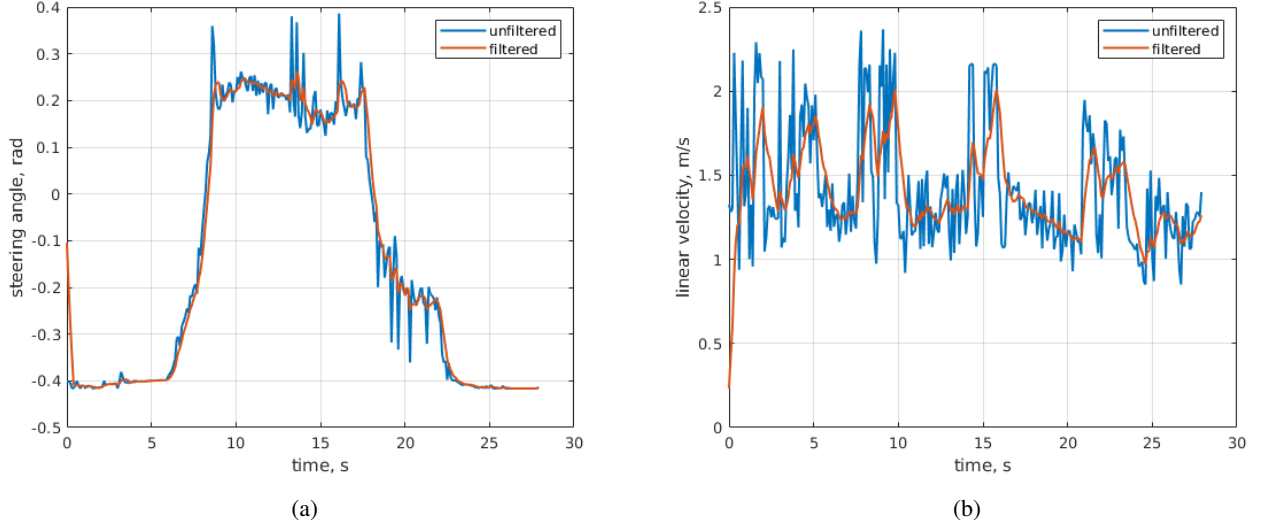 0.4
0.3
0.2
0.1
0
-0.1
-0.2
-0.3
-0.4
-0.5
steering angle, rad
unfiltered
filtered
0 5 10 15 20 25 30
time, s
(a)
2.5
2
1.5
1
0.5
0
linear velocity, m/s
unfiltered
filtered
0 5 10 15 20 25 30
time, s
(b)